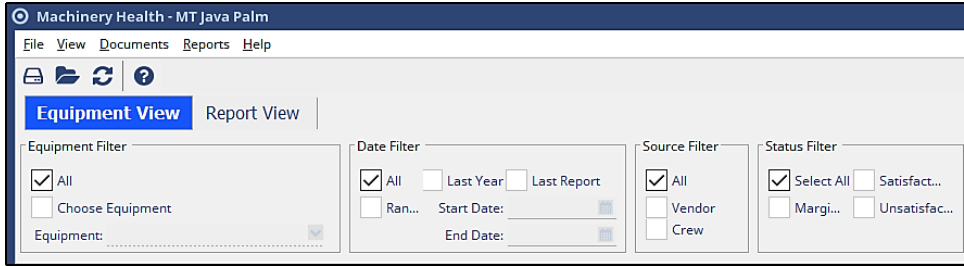 Machinery Health - MT Java Palm
File View Documents Reports Help
Equipment View Report View
Equipment Filter Date Filter Source Filter Status Filter
All All Last Year Last Report All Select All Satisfact...
Choose Equipment Ran... Start Date: Vendor Margi... Unsatisfac...
Equipment: End Date: Crew